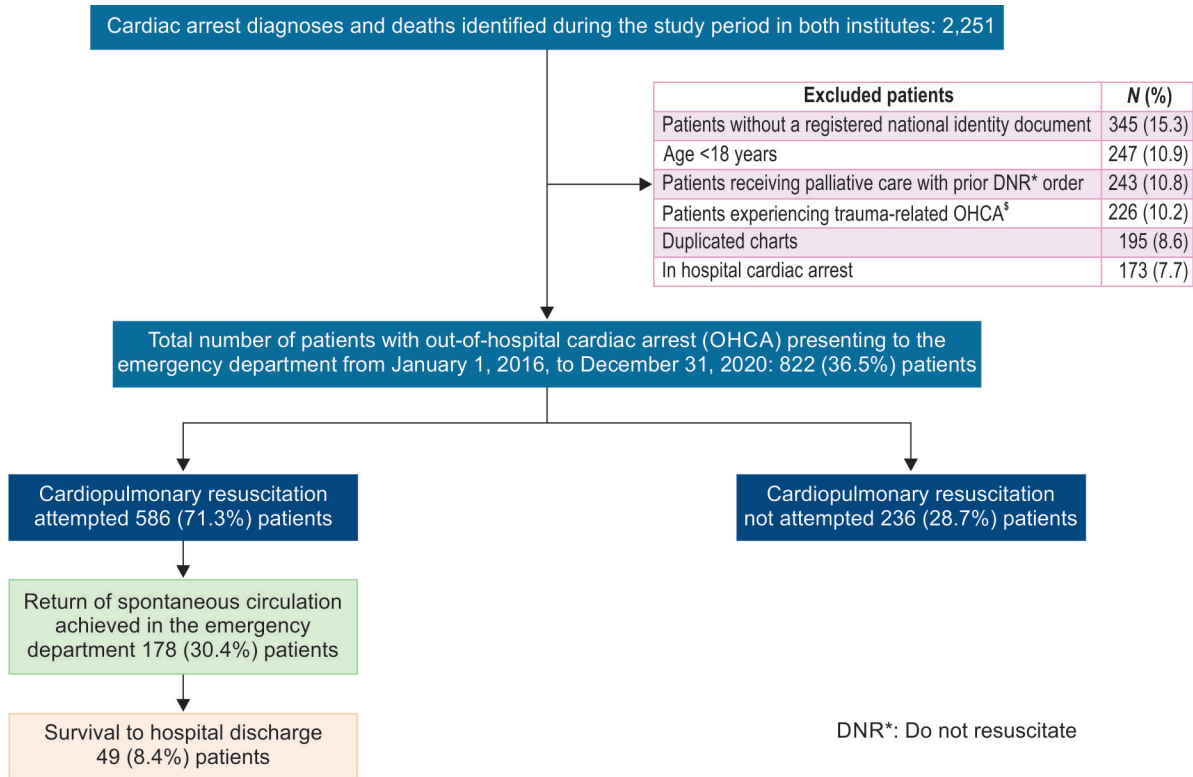 Cardiac arrest diagnoses and deaths identified during the study period in both institutes: 2,251
Excluded patients N (%)
Patients without a registered national identity document 345 (15.3)
Age <18 years 247 (10.9)
Patients receiving palliative care with prior DNR* order 243 (10.8)
Patients experiencing trauma-related OHCA$ 226 (10.2)
Duplicated charts 195 (8.6)
In hospital cardiac arrest 173 (7.7)
Total number of patients with out-of-hospital cardiac arrest (OHCA) presenting to the
emergency department from January 1, 2016, to December 31, 2020: 822 (36.5%) patients
Cardiopulmonary resuscitation
attempted 586 (71.3%) patients
Cardiopulmonary resuscitation
not attempted 236 (28.7%) patients
Return of spontaneous circulation
achieved in the emergency
department 178 (30.4%) patients
Survival to hospital discharge
49 (8.4%) patients
DNR*: Do not resuscitate